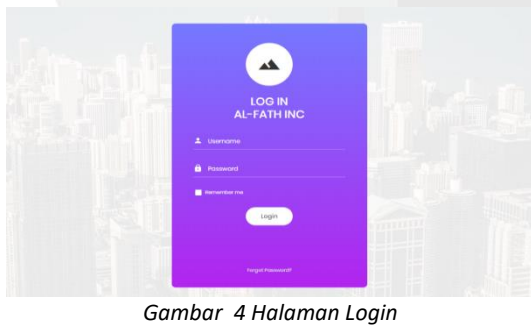 LOG IN
AL-FATH INC
Username
Password
Remember me
Login
Forgot Password?
Gambar 4 Halaman Login